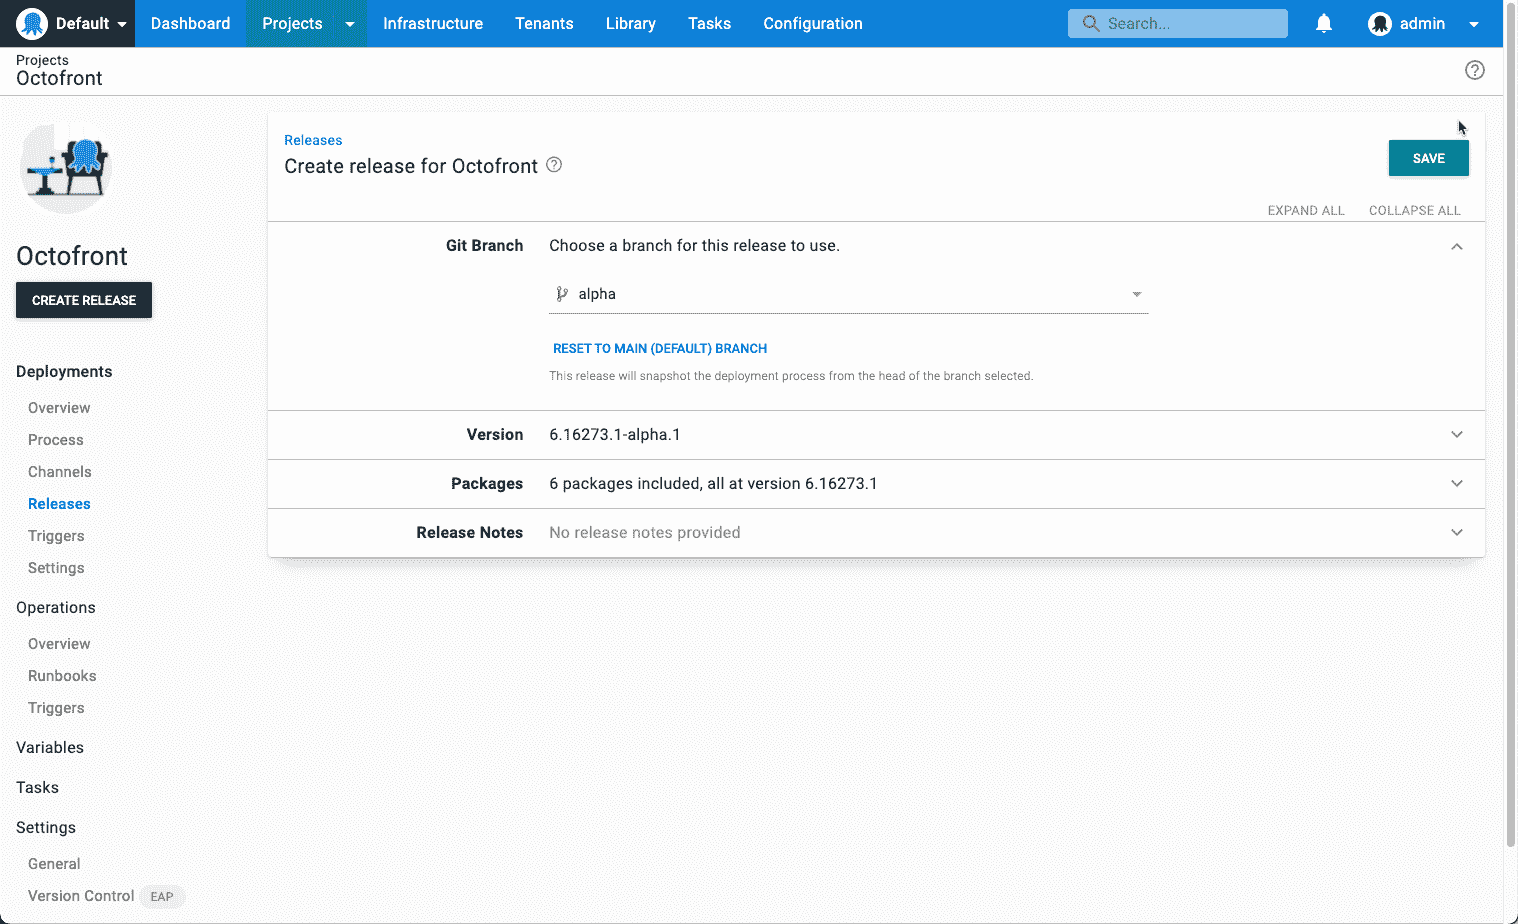 Default Dashboard Projects Infrastructure Tenants Library Tasks Configuration Search... admin
Projects
Octofront
Octofront
CREATE RELEASE
Deployments
Overview
Process
Channels
Releases
Triggers
Settings
Operations
Overview
Runbooks
Triggers
Variables
Tasks
Settings
General
Version Control EAP
Releases
Create release for Octofront
SAVE
EXPAND ALL COLLAPSE ALL
Git Branch Choose a branch for this release to use.
alpha
RESET TO MAIN (DEFAULT) BRANCH
This release will snapshot the deployment process from the head of the branch selected.
Version 6.16273.1-alpha.1
Packages 6 packages included, all at version 6.16273.1
Release Notes No release notes provided